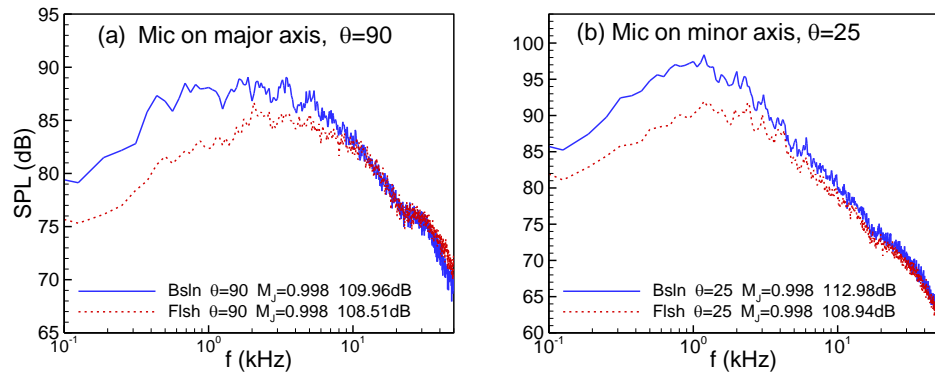 (a) Mic on major axis, θ=90
SPL (dB)
95
90
85
80
75
70
65
Bsln θ=90 M_J=0.998 109.96dB
Flsh θ=90 M_J=0.998 108.51dB
10^-1 10^0 10^1
f (kHz)
(b) Mic on minor axis, θ=25
100
95
90
85
80
75
70
65
60
Bsln θ=25 M_J=0.998 112.98dB
Flsh θ=25 M_J=0.998 108.94dB
10^-1 10^0 10^1
f (kHz)